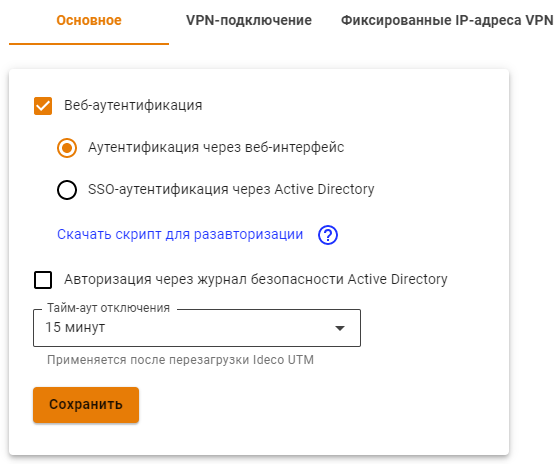 Основное VPN-подключение Фиксированные IP-адреса VPN
Веб-аутентификация
Аутентификация через веб-интерфейс
SSO-аутентификация через Active Directory
Скачать скрипт для разавторизации ?
Авторизация через журнал безопасности Active Directory
Тайм-аут отключения
15 минут
Применяется после перезагрузки Ideco UTM
Сохранить